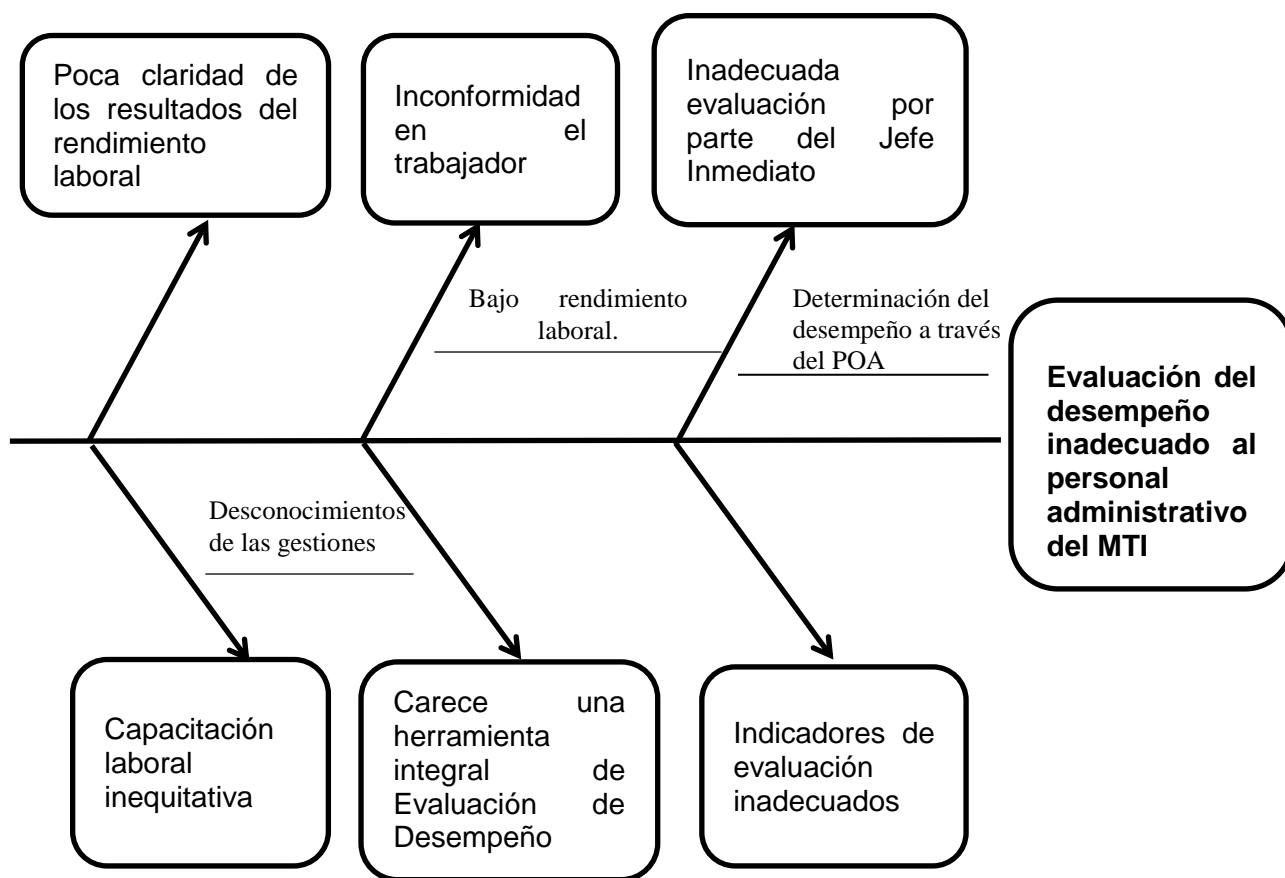 Poca claridad de
los resultados del
rendimiento
laboral
Inconformidad
en el
trabajador
Inadecuada
evaluación por
parte del Jefe
Inmediato
Bajo rendimiento
laboral.
Determinación del
desempeño a través
del POA
Evaluación del
desempeño
inadecuado al
personal
administrativo
del MTI
Desconocimientos
de las gestiones
Capacitación
laboral
inequitativa
Carece una
herramienta
integral de
Evaluación de
Desempeño
Indicadores de
evaluación
inadecuados